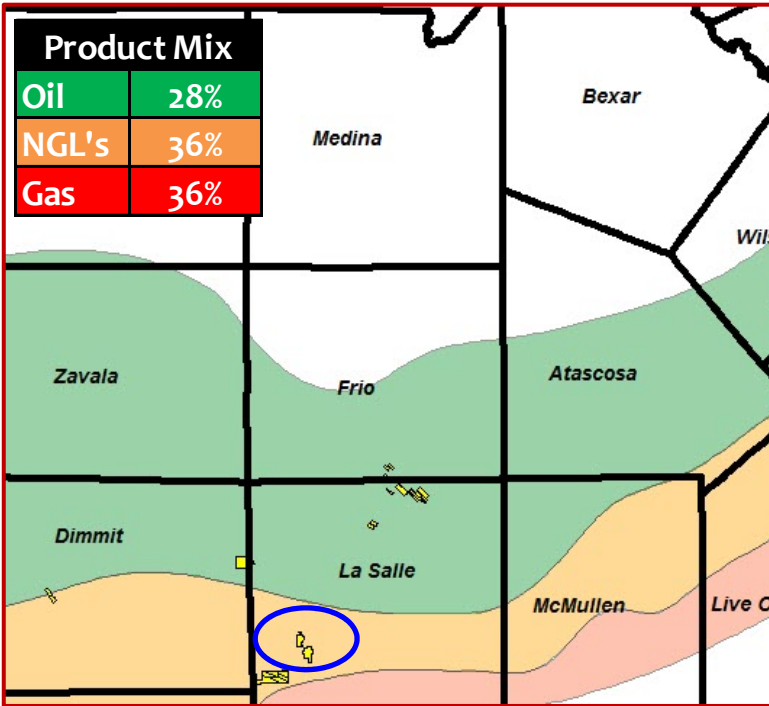 Product Mix
Oil 28%
NGL's 36%
Gas 36%
Medina
Bexar
Zavala
Frio
Atascosa
Dimmit
La Salle
McMullen